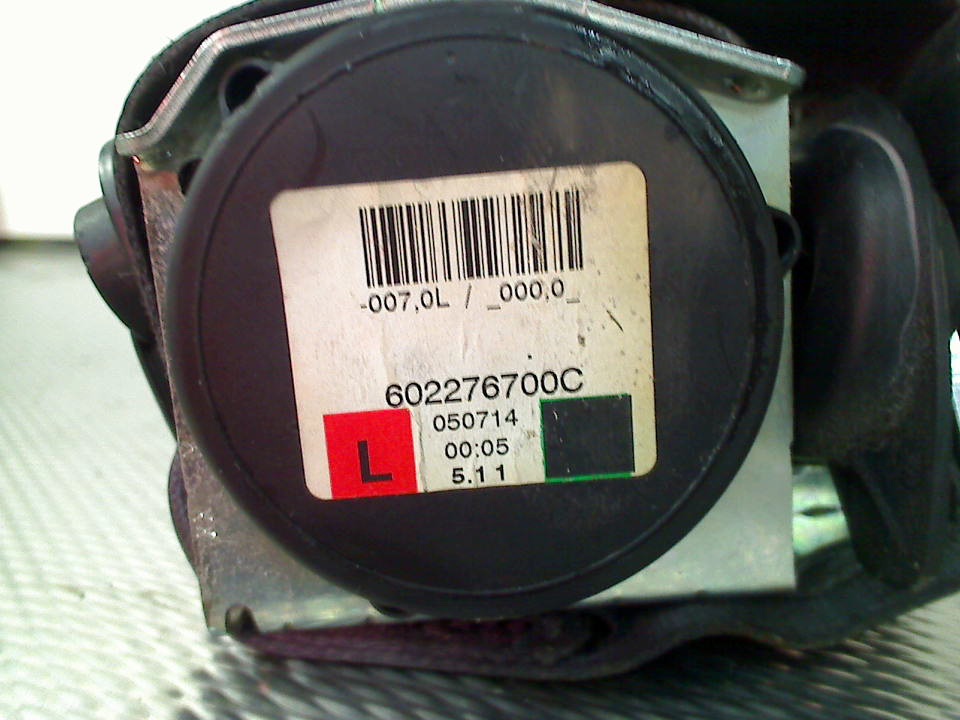 -007,0L / _000,0_
602276700C
050714
L
00:05
5.1 1